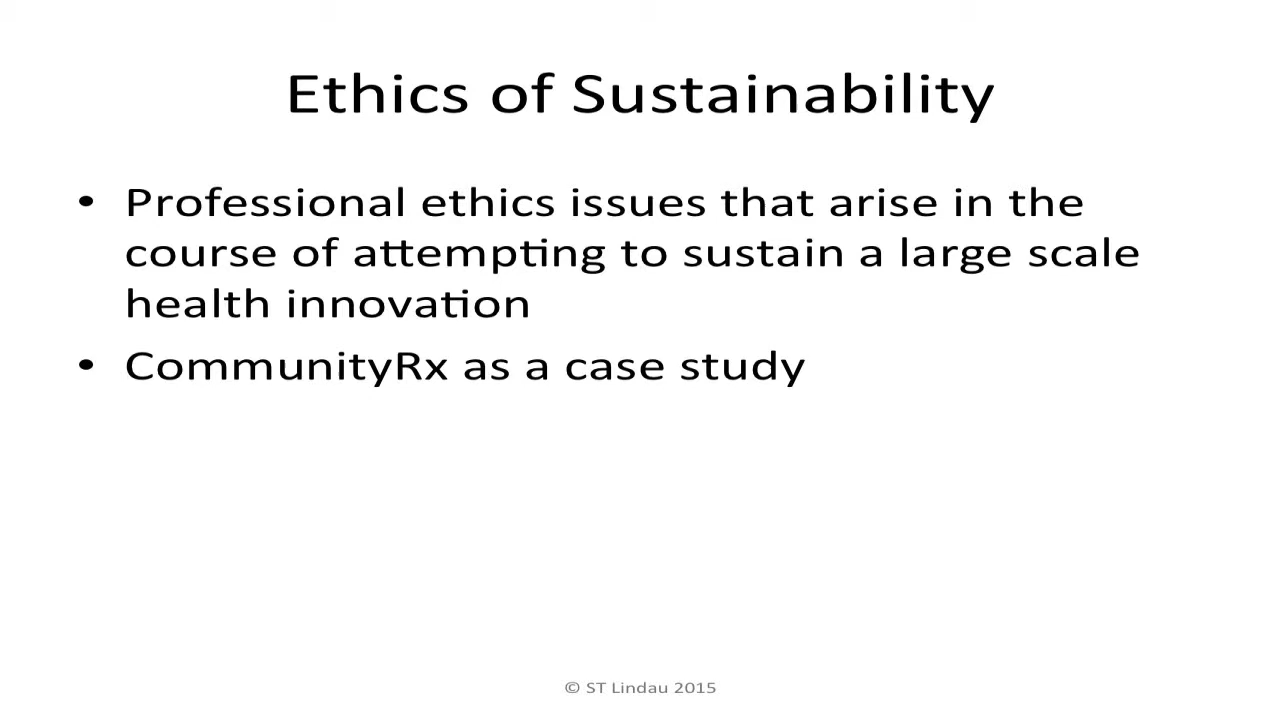 Ethics of Sustainability
• Professional ethics issues that arise in the
course of attempting to sustain a large scale
health innovation
• CommunityRx as a case study
© ST Lindau 2015